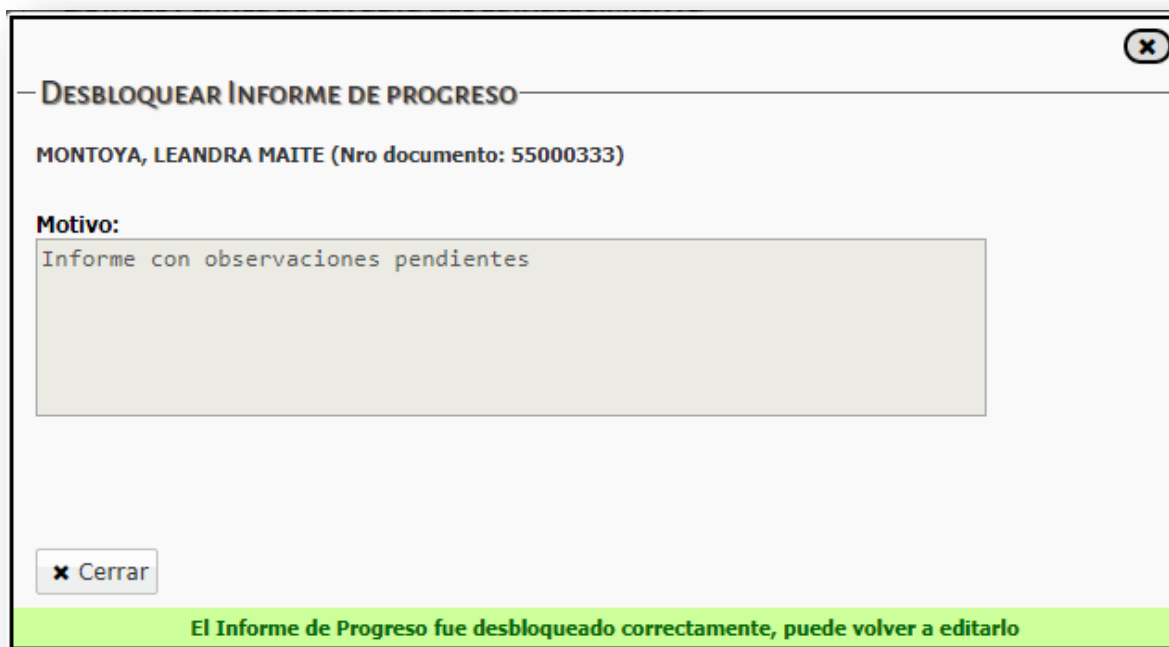 DESBLOQUEAR INFORME DE PROGRESO
MONTOYA, LEANDRA MAITE (Nro documento: 55000333)
Motivo:
Informe con observaciones pendientes
Cerrar
El Informe de Progreso fue desbloqueado correctamente, puede volver a editarlo